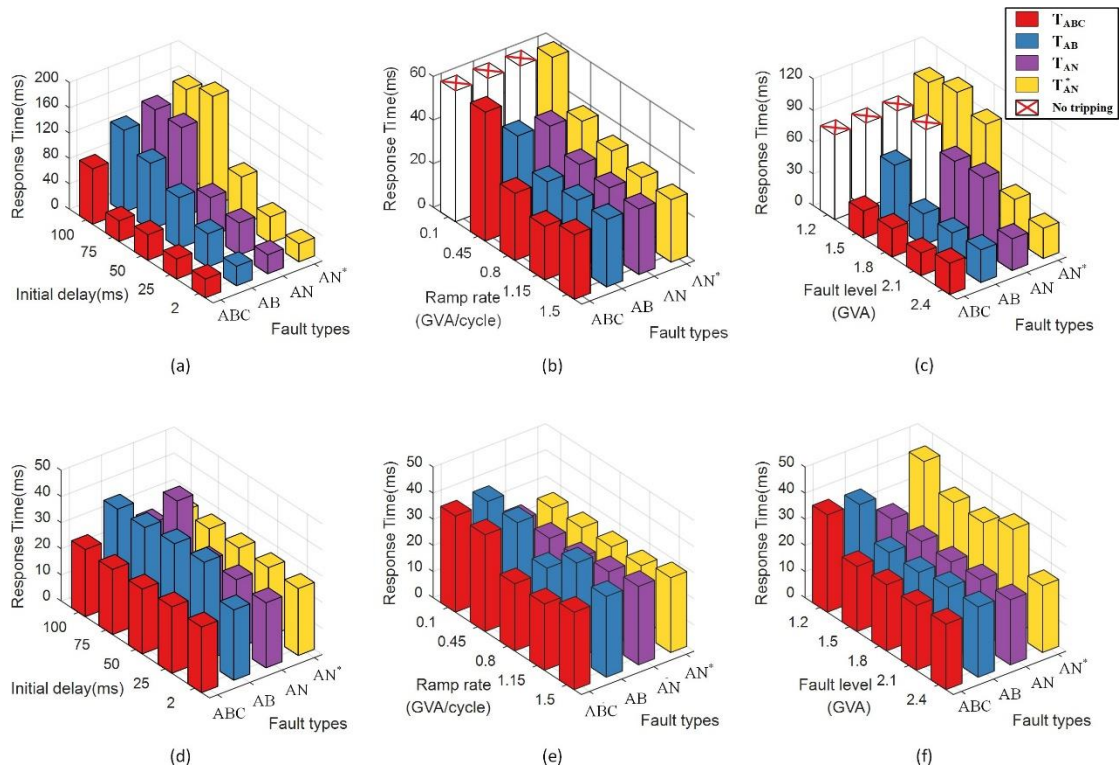 T_ABC
T_AB
T_AN
T*_AN
No tripping
Response Time(ms)
200
160
120
80
40
0
100
75
50
25
2
Initial delay(ms)
ABC
AB
AN
AN*
Fault types
(a)
Response Time(ms)
60
40
20
0
0.1
0.45
0.8
1.15
1.5
Ramp rate
(GVA/cycle)
ABC
AB
AN
AN*
Fault types
(b)
Response Time(ms)
120
90
60
30
0
1.2
1.5
1.8
2.1
2.4
Fault level
(GVA)
ABC
AB
AN
AN*
Fault types
(c)
Response Time(ms)
50
40
30
20
10
0
100
75
50
25
2
Initial delay(ms)
ABC
AB
AN
AN*
Fault types
(d)
Response Time(ms)
50
40
30
20
10
0
0.1
0.45
0.8
1.15
1.5
Ramp rate
(GVA/cycle)
ABC
AB
AN
AN*
Fault types
(e)
Response Time(ms)
50
40
30
20
10
0
1.2
1.5
1.8
2.1
2.4
Fault level
(GVA)
ABC
AB
AN
AN*
Fault types
(f)